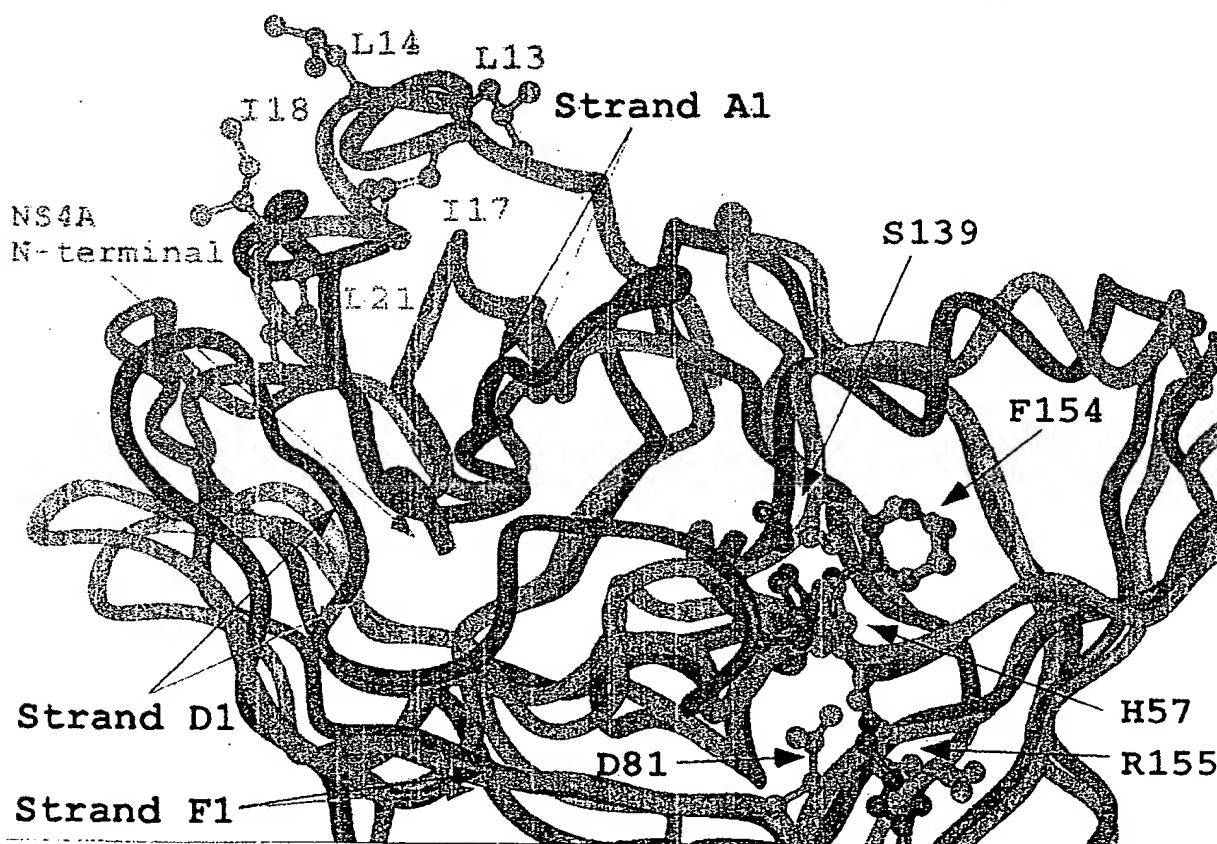 L14
L13
Strand A1
I18
NS4A
N-terminal
I17
S139
L21
F154
Strand D1
H57
D81
R155
Strand F1